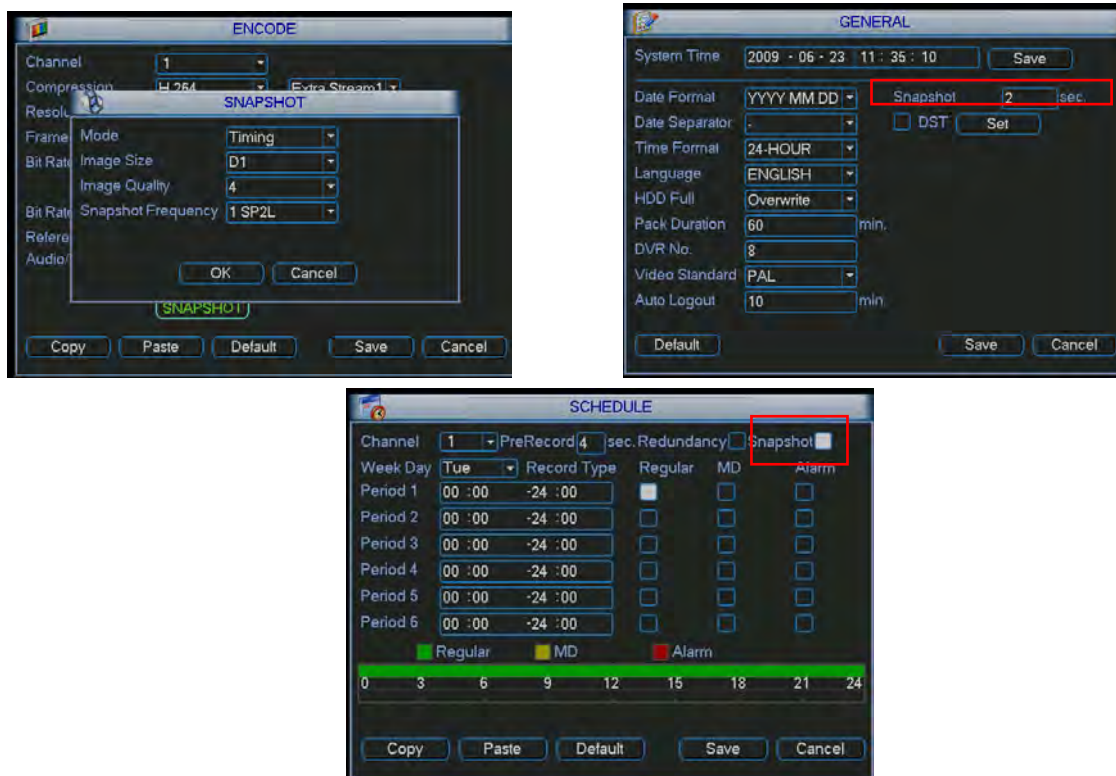 ENCODE
Channel 1
Compression H.264 Extra Stream1
SNAPSHOT
Resolu
Frame Mode Timing
Bit Rate Image Size D1
Image Quality 4
Bit Rate Snapshot Frequency 1 SP2L
Refere
Audio/
OK Cancel
SNAPSHOT
Copy Paste Default Save Cancel
GENERAL
System Time 2009 - 06 - 23 11 : 35 : 10 Save
Date Format YYYY MM DD Snapshot 2 sec.
Date Separator - DST Set
Time Format 24-HOUR
Language ENGLISH
HDD Full Overwrite
Pack Duration 60 min.
DVR No. 8
Video Standard PAL
Auto Logout 10 min.
Default Save Cancel
SCHEDULE
Channel 1 PreRecord 4 sec. Redundancy Snapshot
Week Day Tue Record Type Regular MD Alarm
Period 1 00 :00 -24 :00
Period 2 00 :00 -24 :00
Period 3 00 :00 -24 :00
Period 4 00 :00 -24 :00
Period 5 00 :00 -24 :00
Period 6 00 :00 -24 :00
Regular MD Alarm
0 3 6 9 12 15 18 21 24
Copy Paste Default Save Cancel